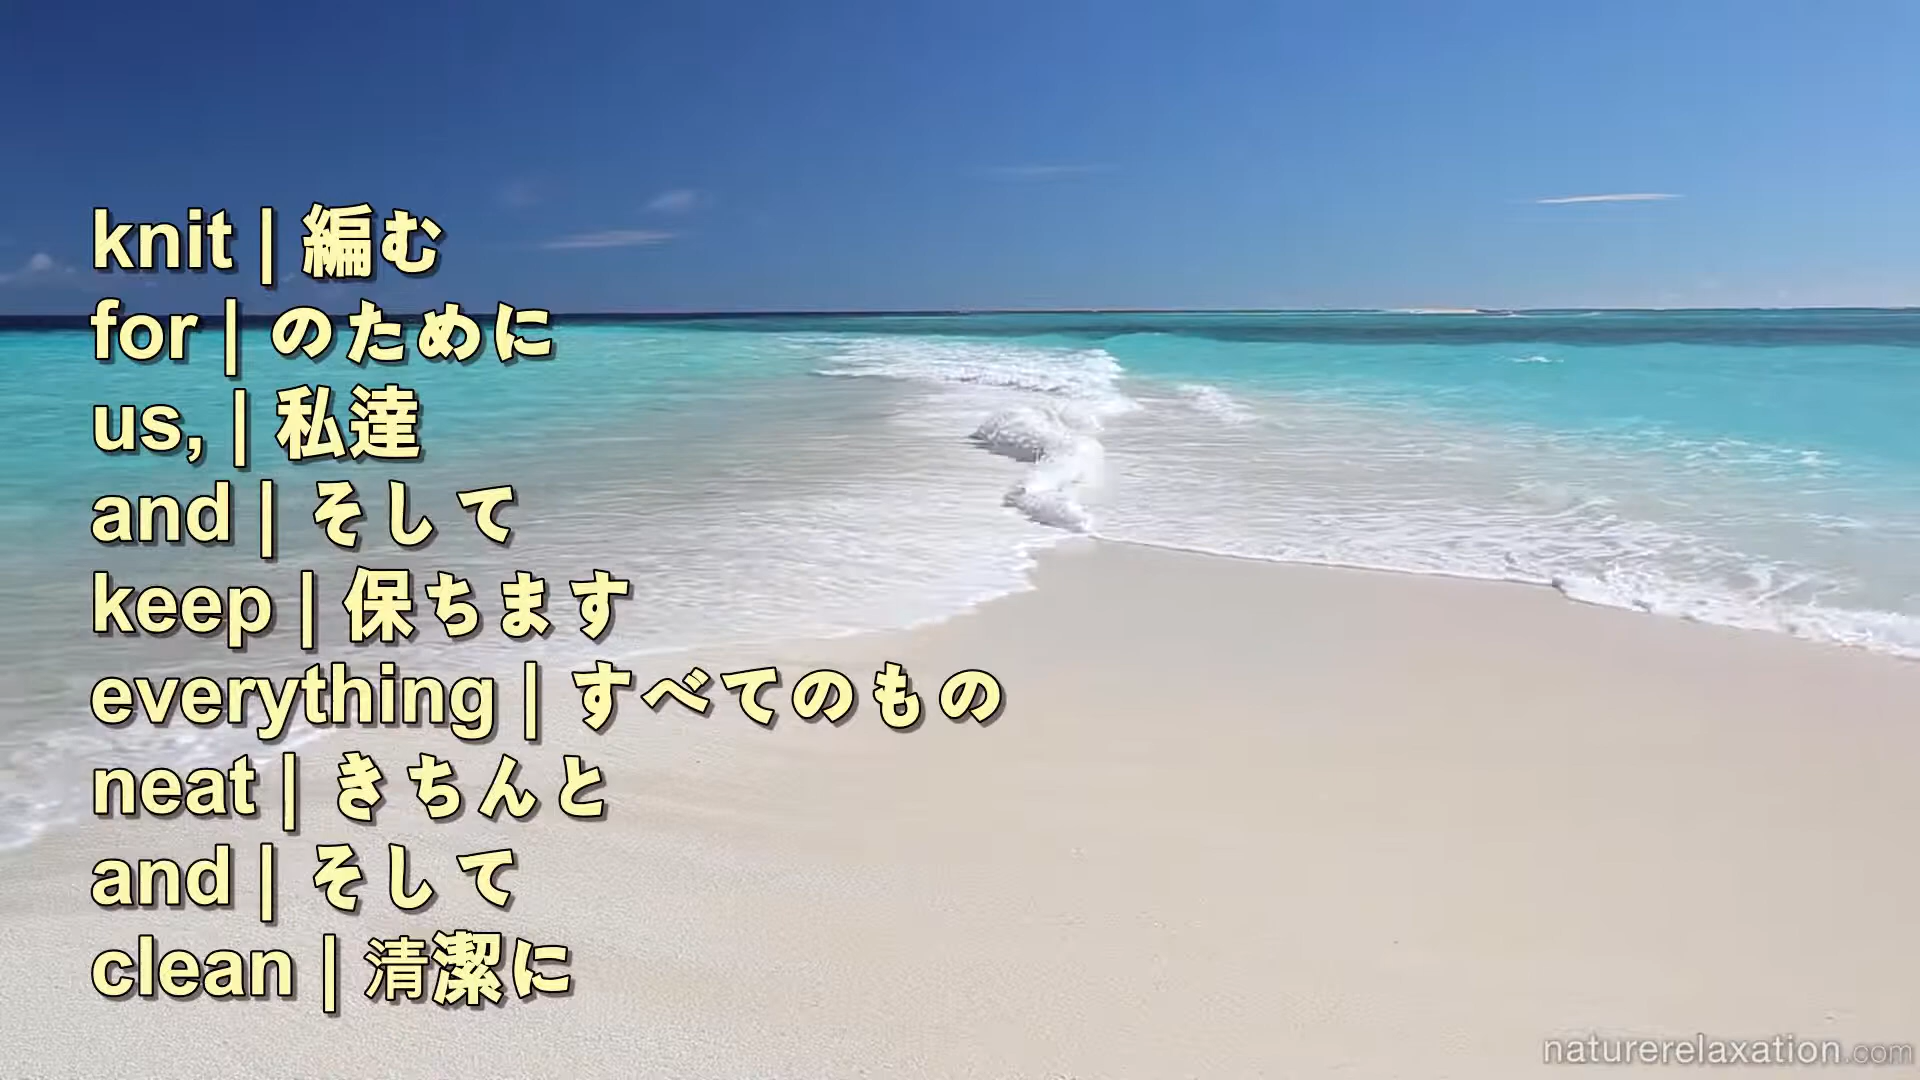 knit | 編む
for | のために
us, | 私達
and | そして
keep | 保ちます
everything | すべてのもの
neat | きちんと
and | そして
clean | 清潔に
naturerelaxation.com